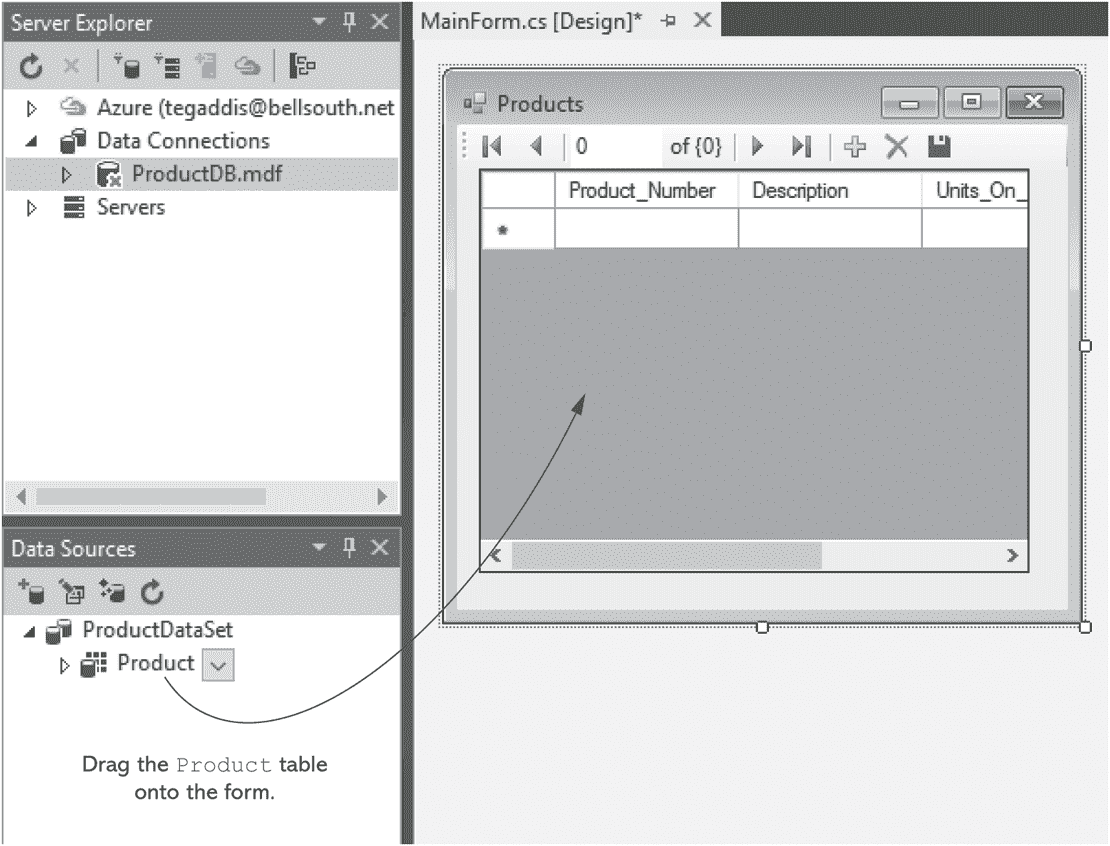 Server Explorer
Azure (tegaddis@bellsouth.net
Data Connections
ProductDB.mdf
Servers
Data Sources
ProductDataSet
Product
Drag the Product table
onto the form.
MainForm.cs [Design]*
Products
0 of {0}
Product_Number Description Units_On_
*